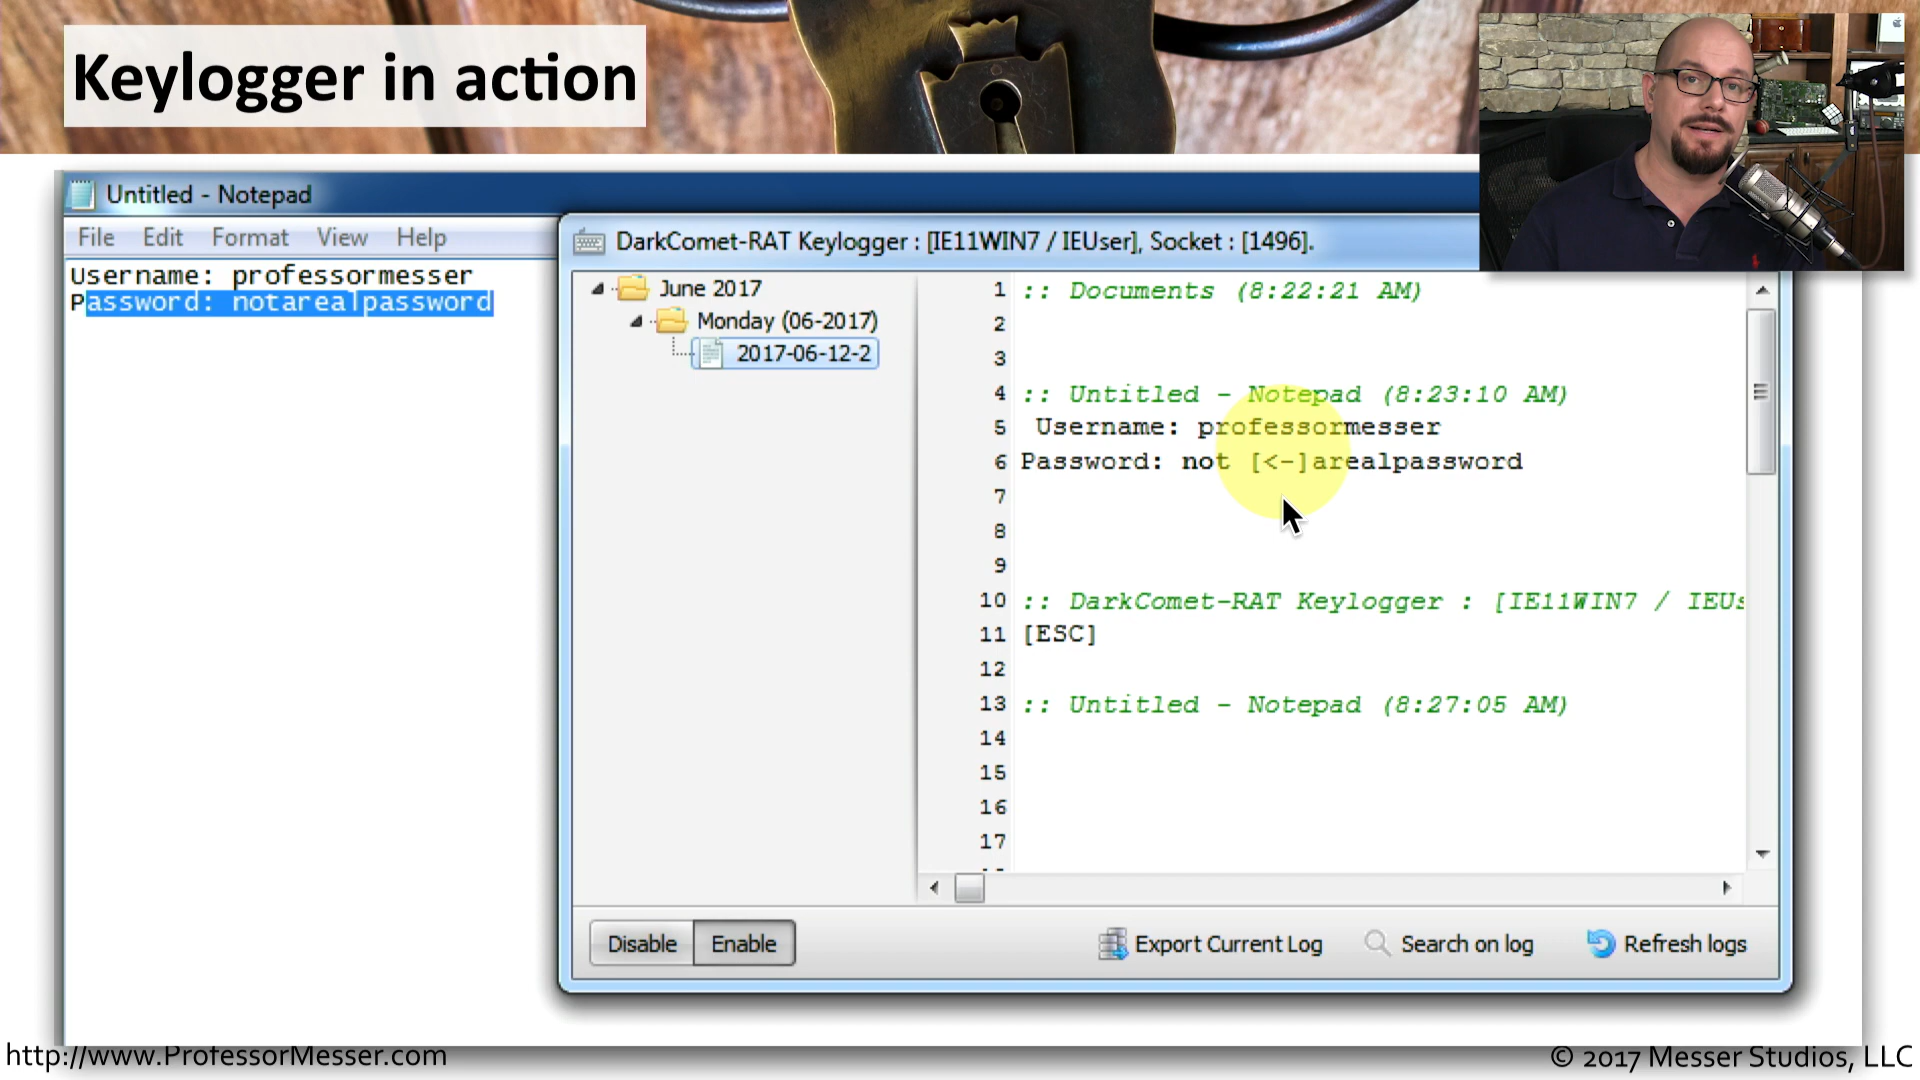 Keylogger in action
Untitled - Notepad
File Edit Format View Help
Username: professormesser
Password: notarealpassword
DarkComet-RAT Keylogger : [IE11WIN7 / IEUser], Socket : [1496].
June 2017
Monday (06-2017)
2017-06-12-2
1 :: Documents (8:22:21 AM)
2
3
4 :: Untitled - Notepad (8:23:10 AM)
5 Username: professormesser
6 Password: not [<-]arealpassword
7
8
9
10 :: DarkComet-RAT Keylogger : [IE11WIN7 / IEUs
11 [ESC]
12
13 :: Untitled - Notepad (8:27:05 AM)
14
15
16
17
Disable Enable Export Current Log Search on log Refresh logs
http://www.ProfessorMesser.com
© 2017 Messer Studios, LLC